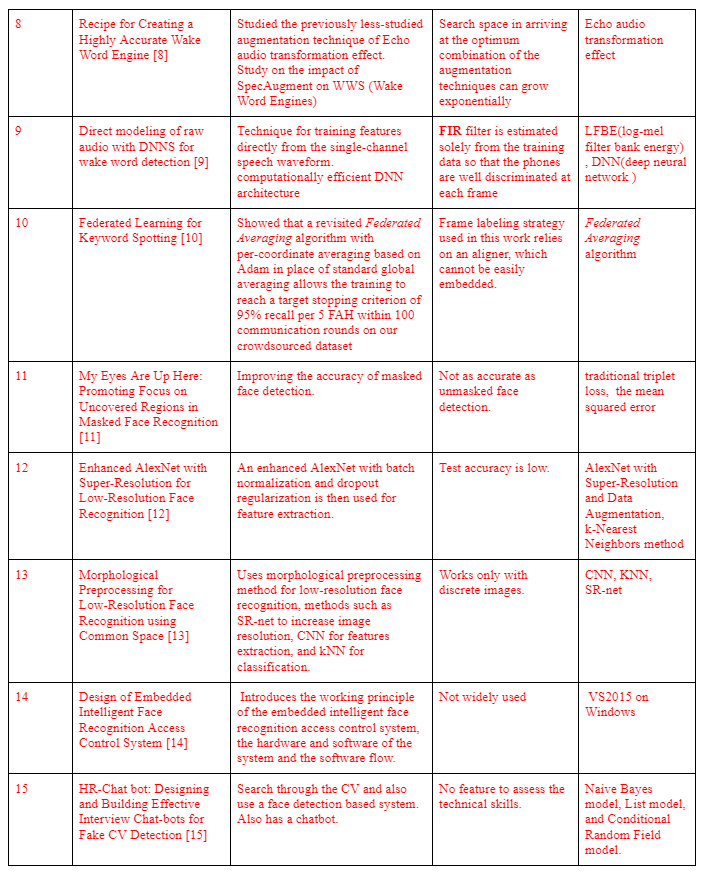 8
Recipe for Creating a
Highly Accurate Wake
Word Engine [8]
Studied the previously less-studied
augmentation technique of Echo
audio transformation effect.
Study on the impact of
SpecAugment on WWS (Wake
Word Engines)
Search space in arriving
at the optimum
combination of the
augmentation
techniques can grow
exponentially
Echo audio
transformation
effect
9
Direct modeling of raw
audio with DNNS for
wake word detection [9]
Technique for training features
directly from the single-channel
speech waveform.
computationally efficient DNN
architecture
FIR filter is estimated
solely from the training
data so that the phones
are well discriminated at
each frame
LFBE(log-mel
filter bank energy)
, DNN(deep neural
network )
10
Federated Learning for
Keyword Spotting [10]
Showed that a revisited Federated
Averaging algorithm with
per-coordinate averaging based on
Adam in place of standard global
averaging allows the training to
reach a target stopping criterion of
95% recall per 5 FAH within 100
communication rounds on our
crowdsourced dataset
Frame labeling strategy
used in this work relies
on an aligner, which
cannot be easily
embedded.
Federated
Averaging
algorithm
11
My Eyes Are Up Here:
Promoting Focus on
Uncovered Regions in
Masked Face Recognition
[11]
Improving the accuracy of masked
face detection.
Not as accurate as
unmasked face
detection.
traditional triplet
loss, the mean
squared error
12
Enhanced AlexNet with
Super-Resolution for
Low-Resolution Face
Recognition [12]
An enhanced AlexNet with batch
normalization and dropout
regularization is then used for
feature extraction.
Test accuracy is low.
AlexNet with
Super-Resolution
and Data
Augmentation,
k-Nearest
Neighbors method
13
Morphological
Preprocessing for
Low-Resolution Face
Recognition using
Common Space [13]
Uses morphological preprocessing
method for low-resolution face
recognition, methods such as
SR-net to increase image
resolution, CNN for features
extraction, and kNN for
classification.
Works only with
discrete images.
CNN, KNN,
SR-net
14
Design of Embedded
Intelligent Face
Recognition Access
Control System [14]
Introduces the working principle
of the embedded intelligent face
recognition access control system,
the hardware and software of the
system and the software flow.
Not widely used
VS2015 on
Windows
15
HR-Chat bot: Designing
and Building Effective
Interview Chat-bots for
Fake CV Detection [15]
Search through the CV and also
use a face detection based system.
Also has a chatbot.
No feature to assess the
technical skills.
Naive Bayes
model, List model,
and Conditional
Random Field
model.